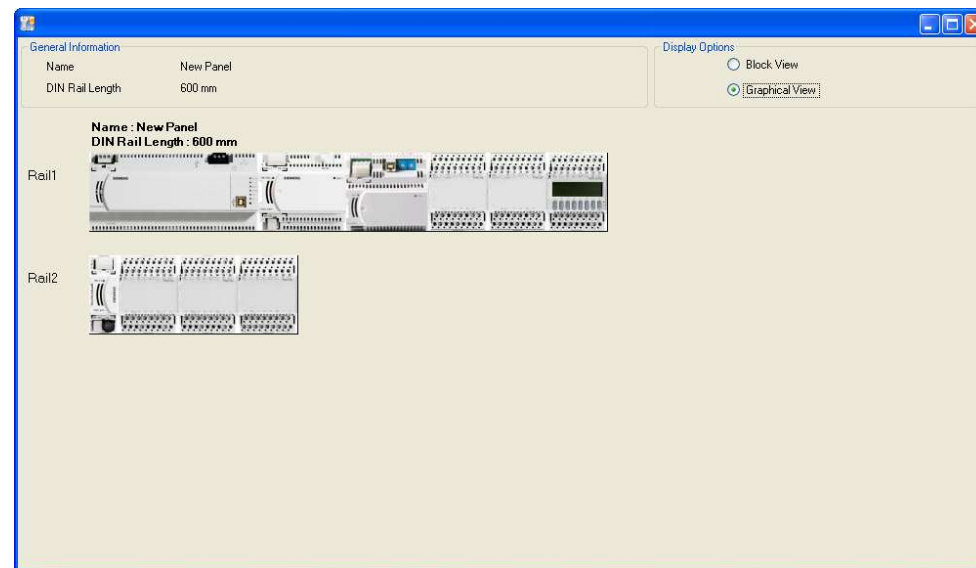 General Information
Name New Panel
DIN Rail Length 600 mm
Display Options
Block View
Graphical View
Name : New Panel
DIN Rail Length : 600 mm
Rail1
Rail2